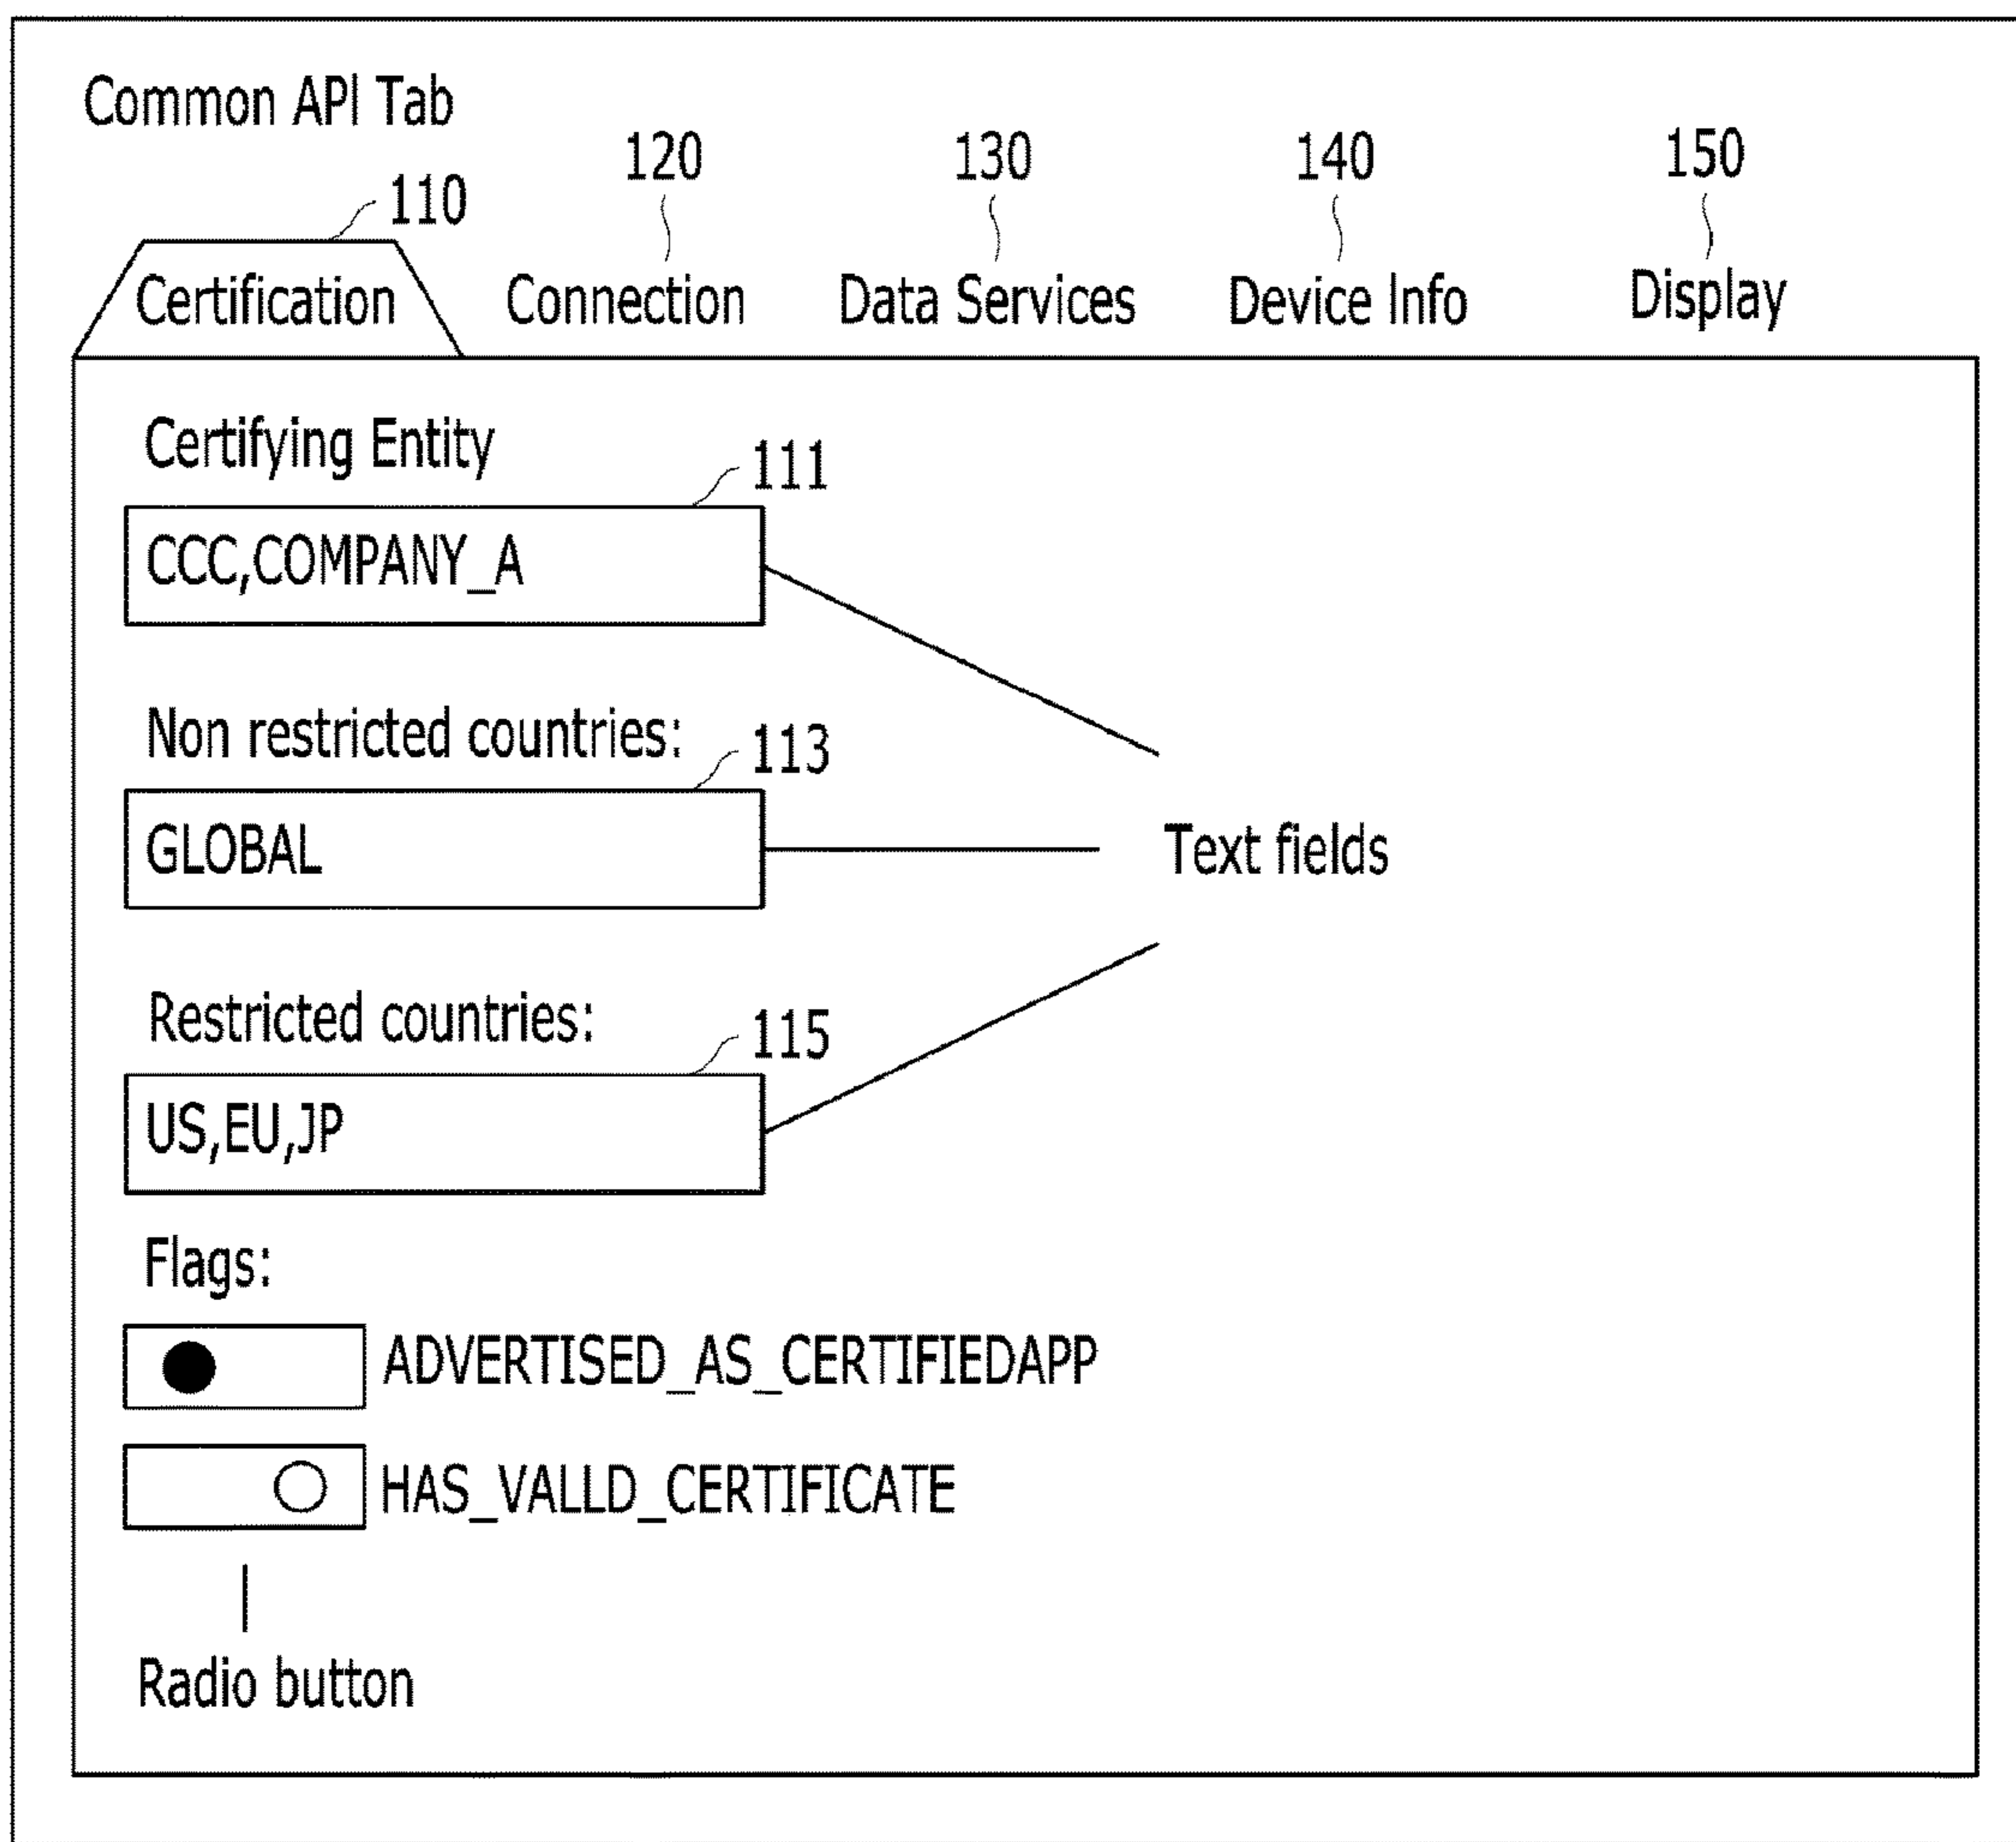 Common API Tab
110
120
130
140
150
Certification
Connection
Data Services
Device Info
Display
Certifying Entity
111
CCC,COMPANY_A
Non restricted countries:
113
GLOBAL
Text fields
Restricted countries:
115
US,EU,JP
Flags:
ADVERTISED_AS_CERTIFIEDAPP
HAS_VALLD_CERTIFICATE
Radio button